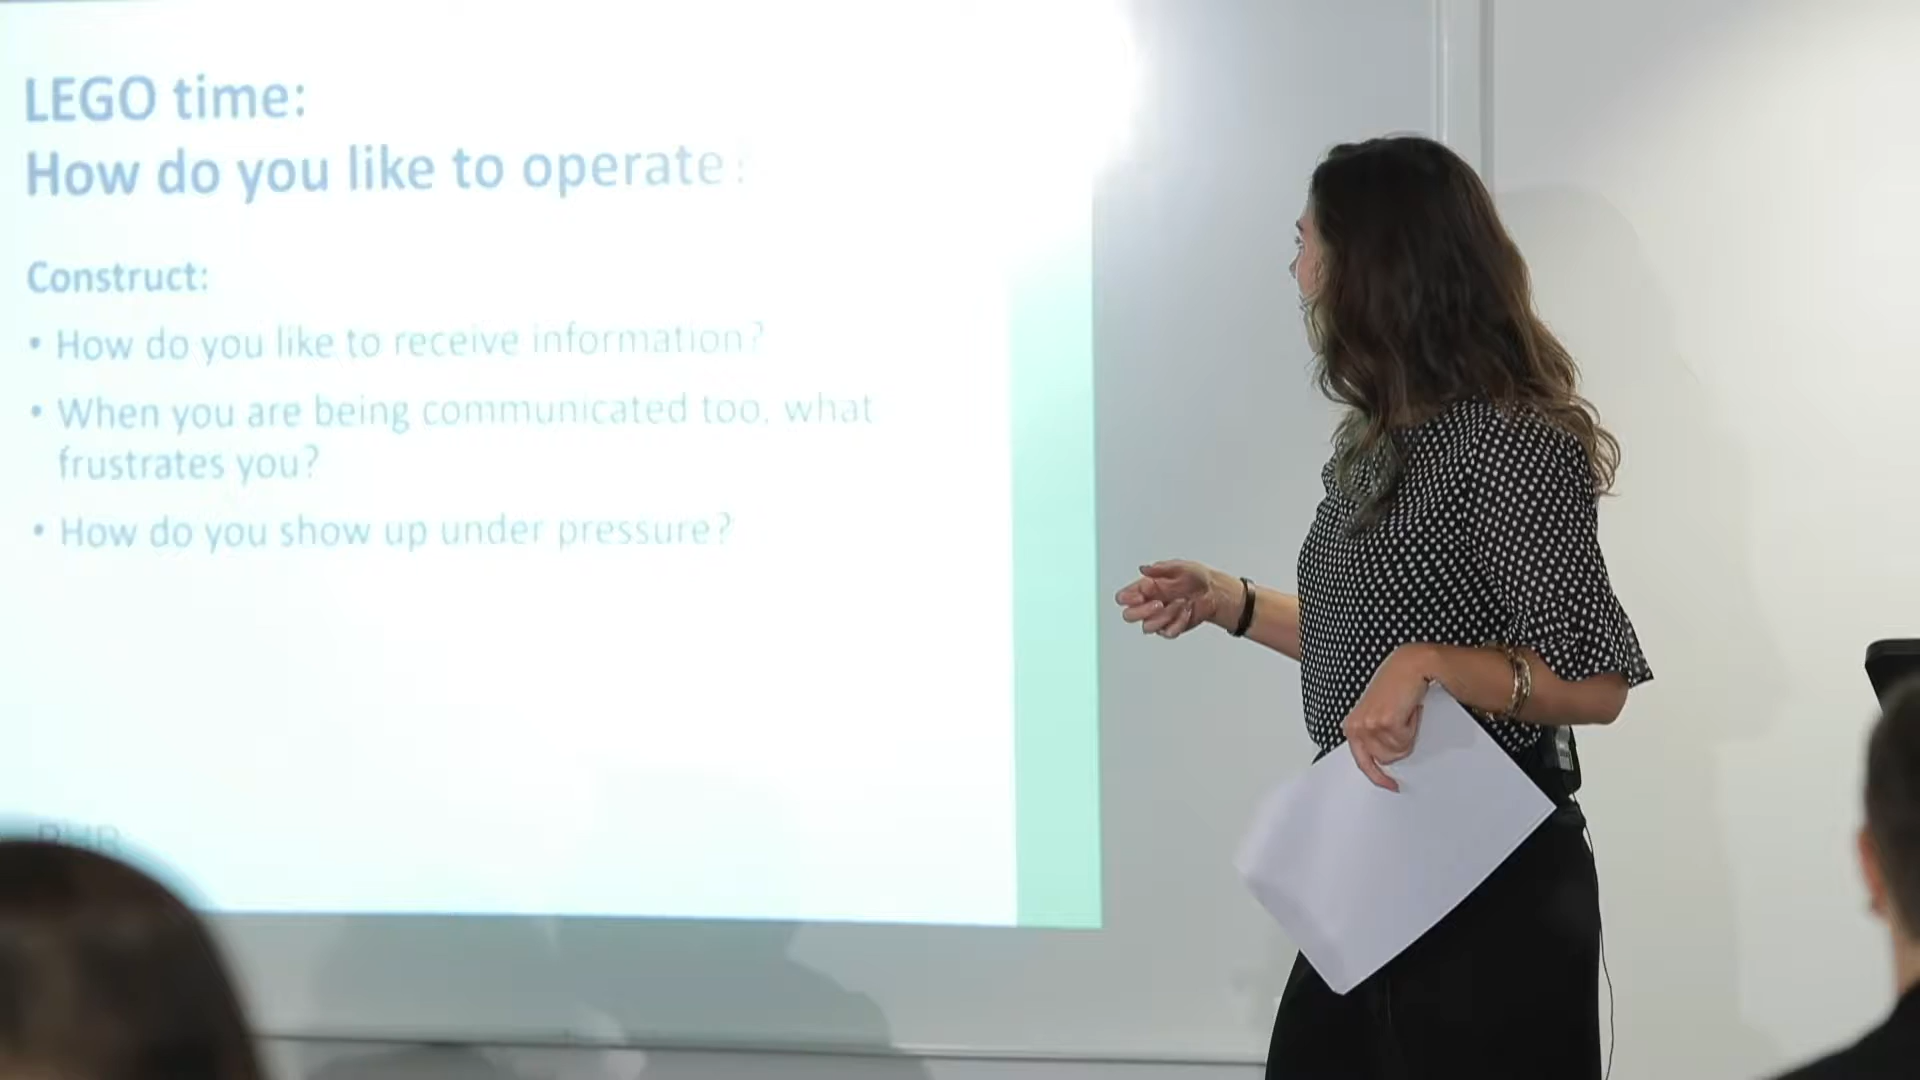 LEGO time:
How do you like to operate?
Construct:
• How do you like to receive information?
• When you are being communicated too, what
frustrates you?
• How do you show up under pressure?